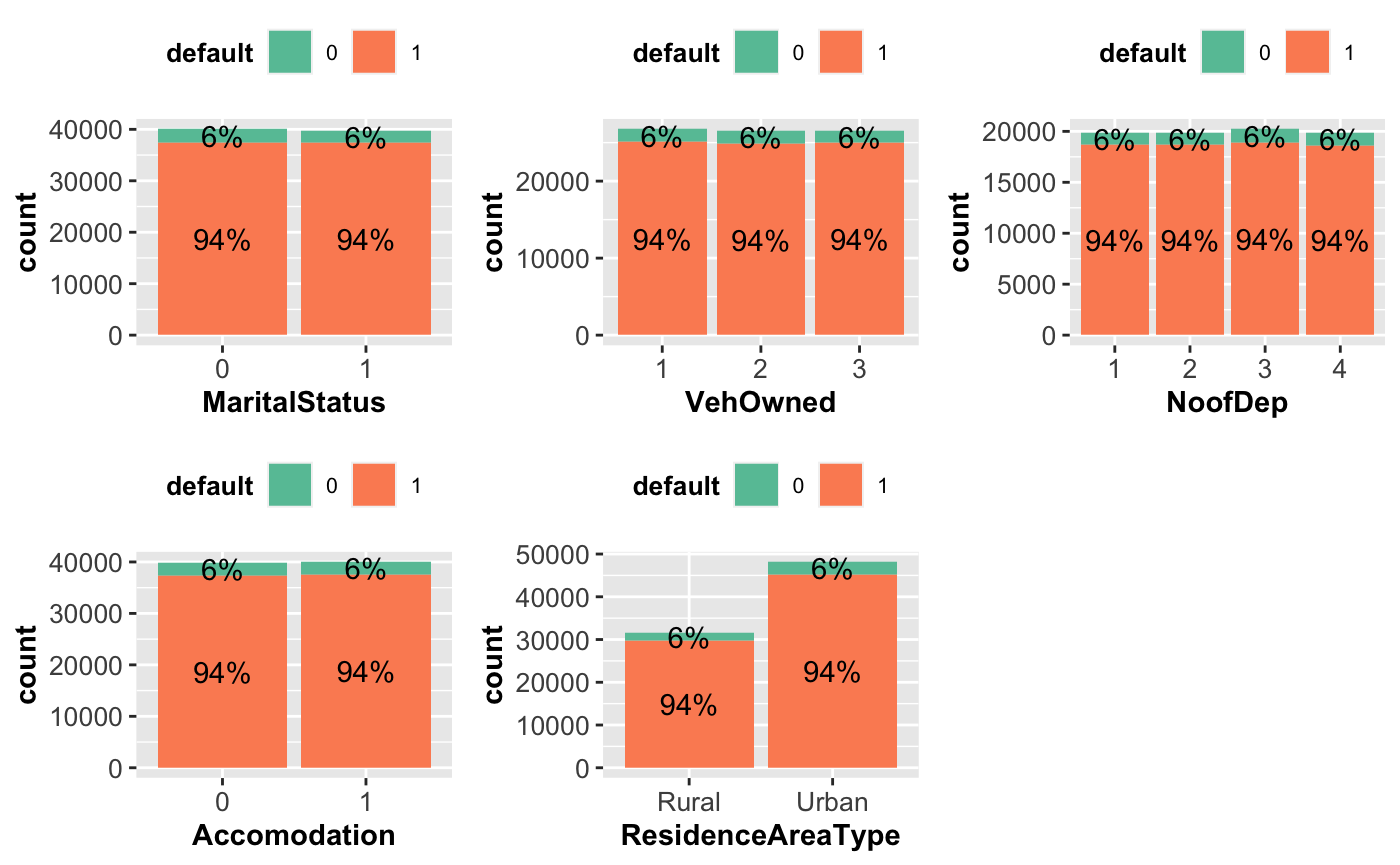 default 0 1
40000
30000
20000
10000
0
count
6% 6%
94% 94%
0 1
MaritalStatus
default 0 1
20000
10000
0
count
6% 6% 6%
94% 94% 94%
1 2 3
VehOwned
default 0 1
20000
15000
10000
5000
0
count
6% 6% 6% 6%
94% 94% 94% 94%
1 2 3 4
NoofDep
default 0 1
40000
30000
20000
10000
0
count
6% 6%
94% 94%
0 1
Accomodation
default 0 1
50000
40000
30000
20000
10000
0
count
6% 6%
94% 94%
Rural Urban
ResidenceAreaType